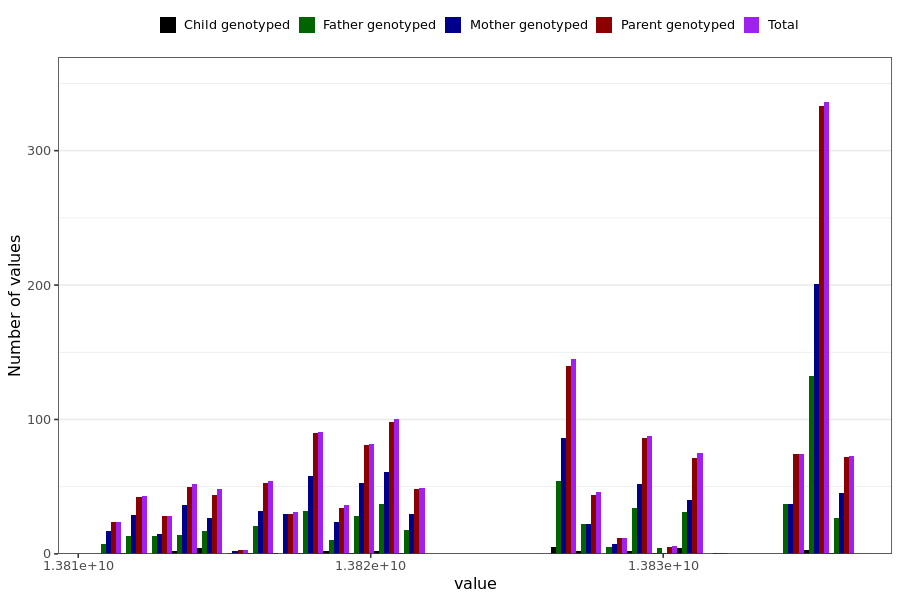 Child genotyped Father genotyped Mother genotyped Parent genotyped Total
Number of values
300
200
100
0
1.381e+10 1.382e+10 1.383e+10
value